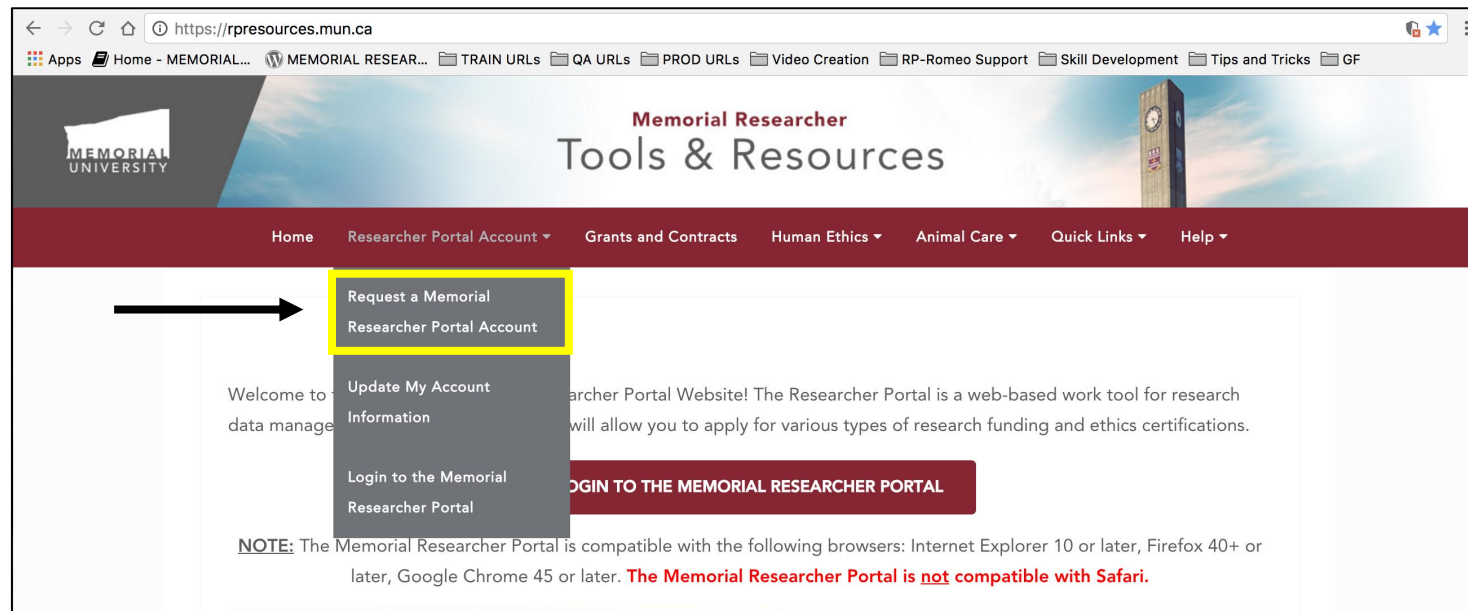 https://rpresources.mun.ca
Apps Home - MEMORIAL... MEMORIAL RESEAR... TRAIN URLs QA URLs PROD URLs Video Creation RP-Romeo Support Skill Development Tips and Tricks GF
MEMORIAL
UNIVERSITY
Memorial Researcher
Tools & Resources
Home Researcher Portal Account Grants and Contracts Human Ethics Animal Care Quick Links Help
Request a Memorial
Researcher Portal Account
Update My Account
Information
Login to the Memorial
Researcher Portal
Welcome to archer Portal Website! The Researcher Portal is a web-based work tool for research
data manage will allow you to apply for various types of research funding and ethics certifications.
OGIN TO THE MEMORIAL RESEARCHER PORTAL
NOTE: The Memorial Researcher Portal is compatible with the following browsers: Internet Explorer 10 or later, Firefox 40+ or
later, Google Chrome 45 or later. The Memorial Researcher Portal is not compatible with Safari.